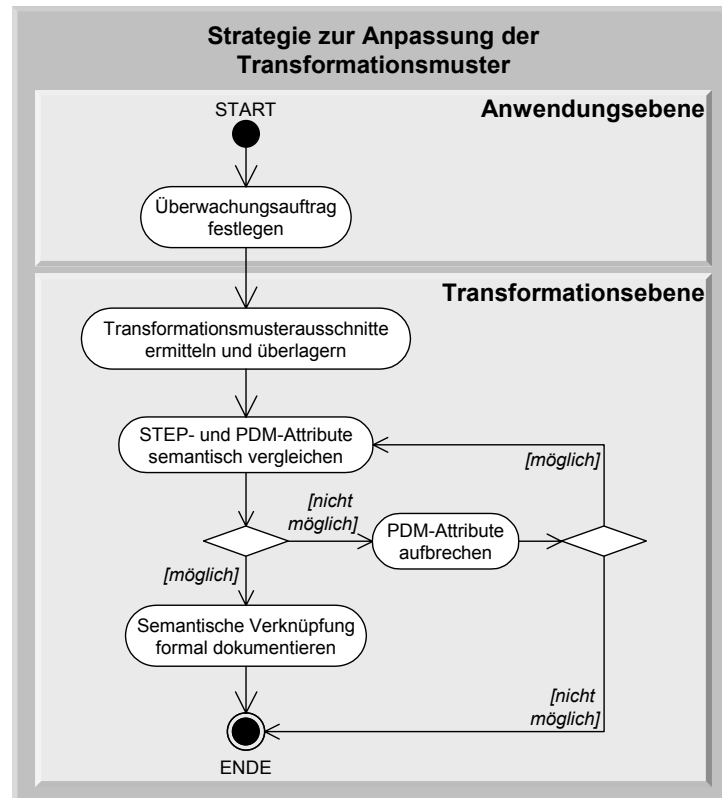 Strategie zur Anpassung der
Transformationsmuster
Anwendungsebene
START
Überwachungsauftrag
festlegen
Transformationsebene
Transformationsmusterausschnitte
ermitteln und überlagern
STEP- und PDM-Attribute
semantisch vergleichen
[möglich]
[nicht
möglich]
PDM-Attribute
aufbrechen
[möglich]
Semantische Verknüpfung
formal dokumentieren
[nicht
möglich]
ENDE